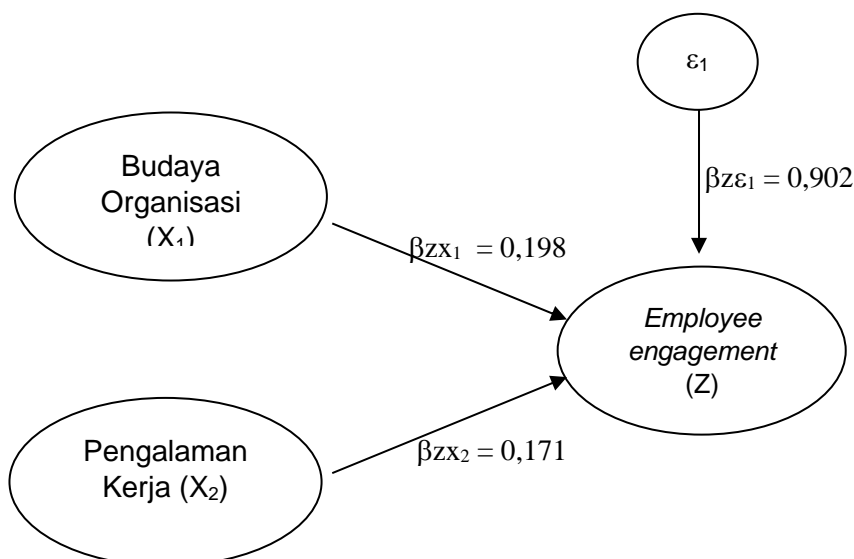 ε₁
βzε₁ = 0,902
Budaya
Organisasi
(X₁)
βzx₁ = 0,198
Employee
engagement
(Z)
Pengalaman
Kerja (X₂)
βzx₂ = 0,171